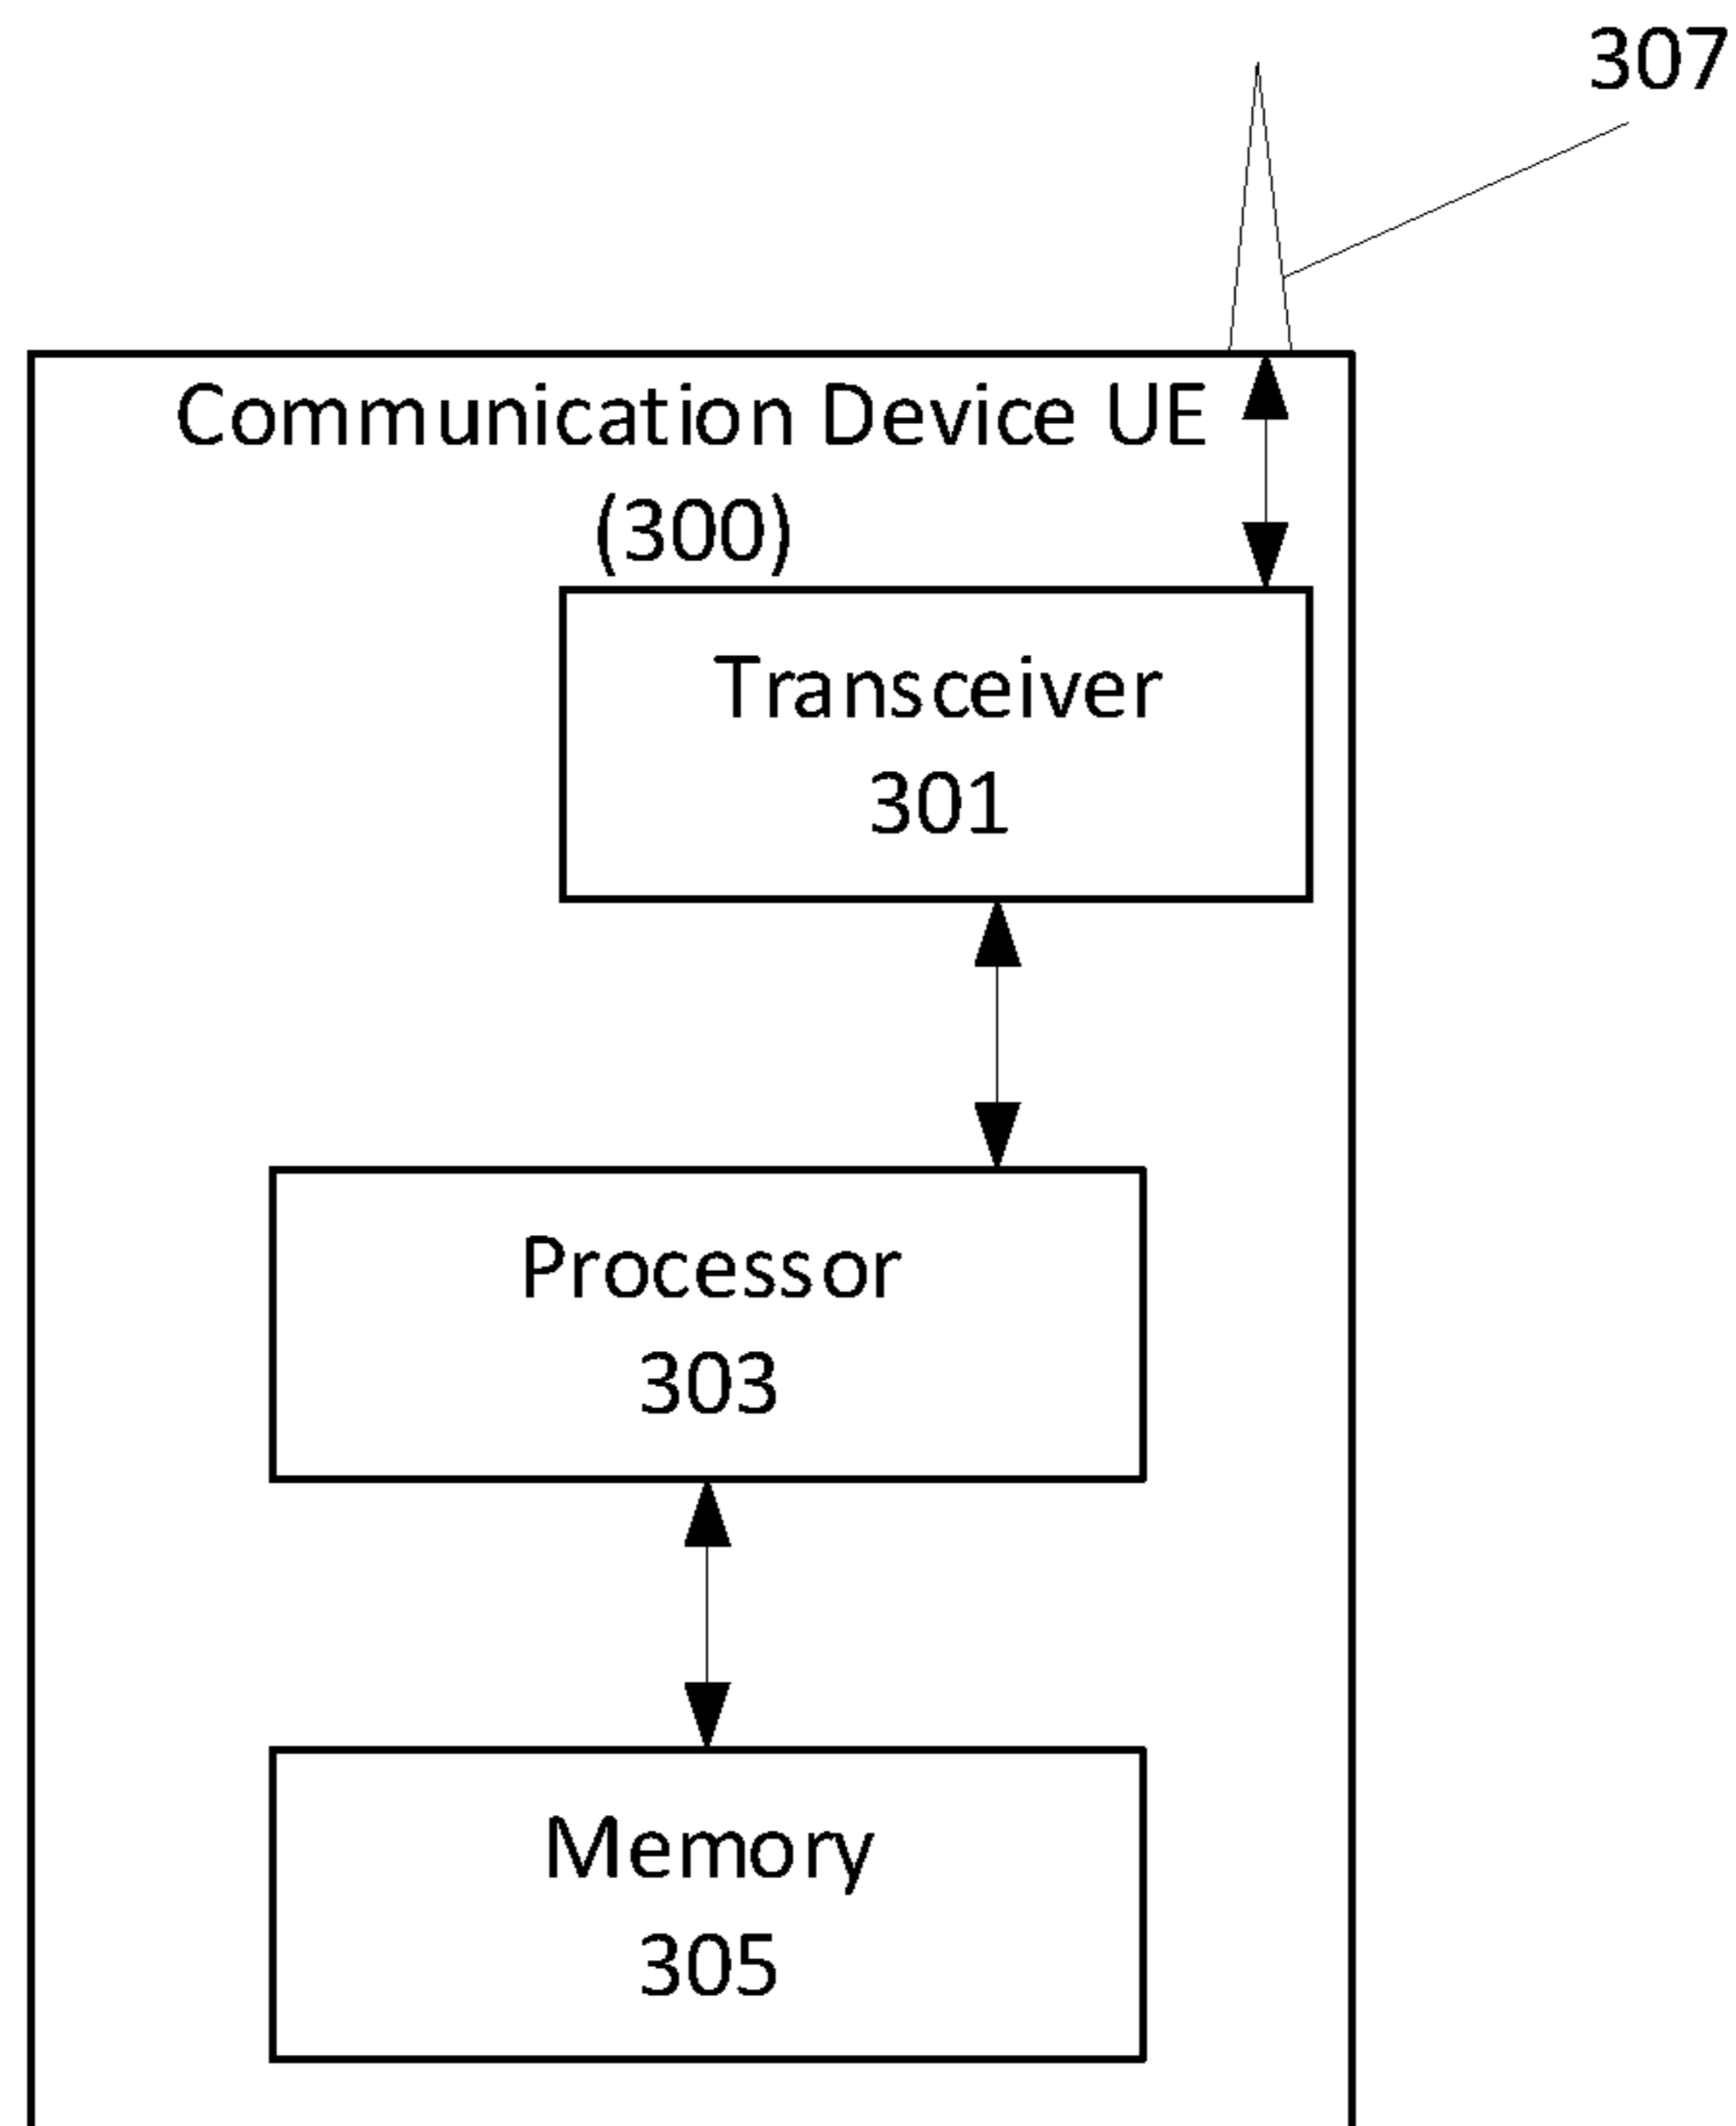 307
Communication Device UE
(300)
Transceiver
301
Processor
303
Memory
305